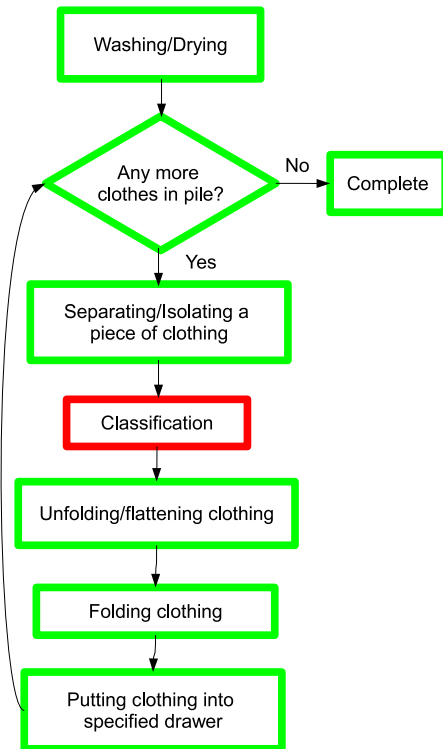 Washing/Drying
Any more
clothes in pile?
No
Complete
Yes
Separating/Isolating a
piece of clothing
Classification
Unfolding/flattening clothing
Folding clothing
Putting clothing into
specified drawer